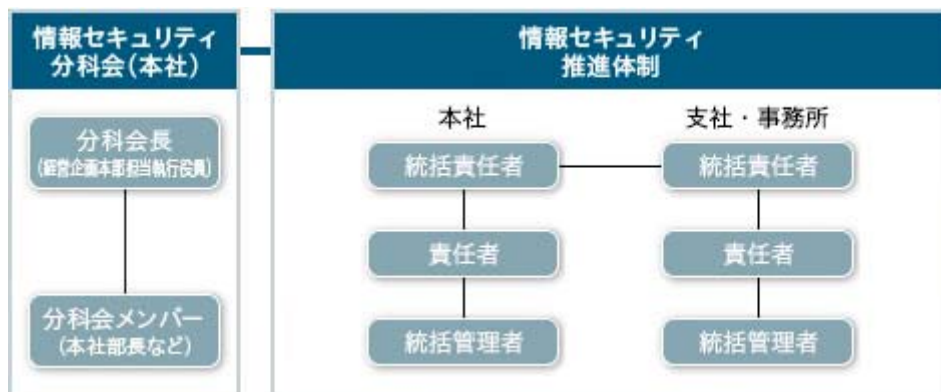 情報セキュリティ
分科会(本社)
分科会長
(経営企画本部担当執行役員)
分科会メンバー
(本社部長など)
情報セキュリティ
推進体制
本社
支社・事務所
統括責任者
統括責任者
責任者
責任者
統括管理者
統括管理者